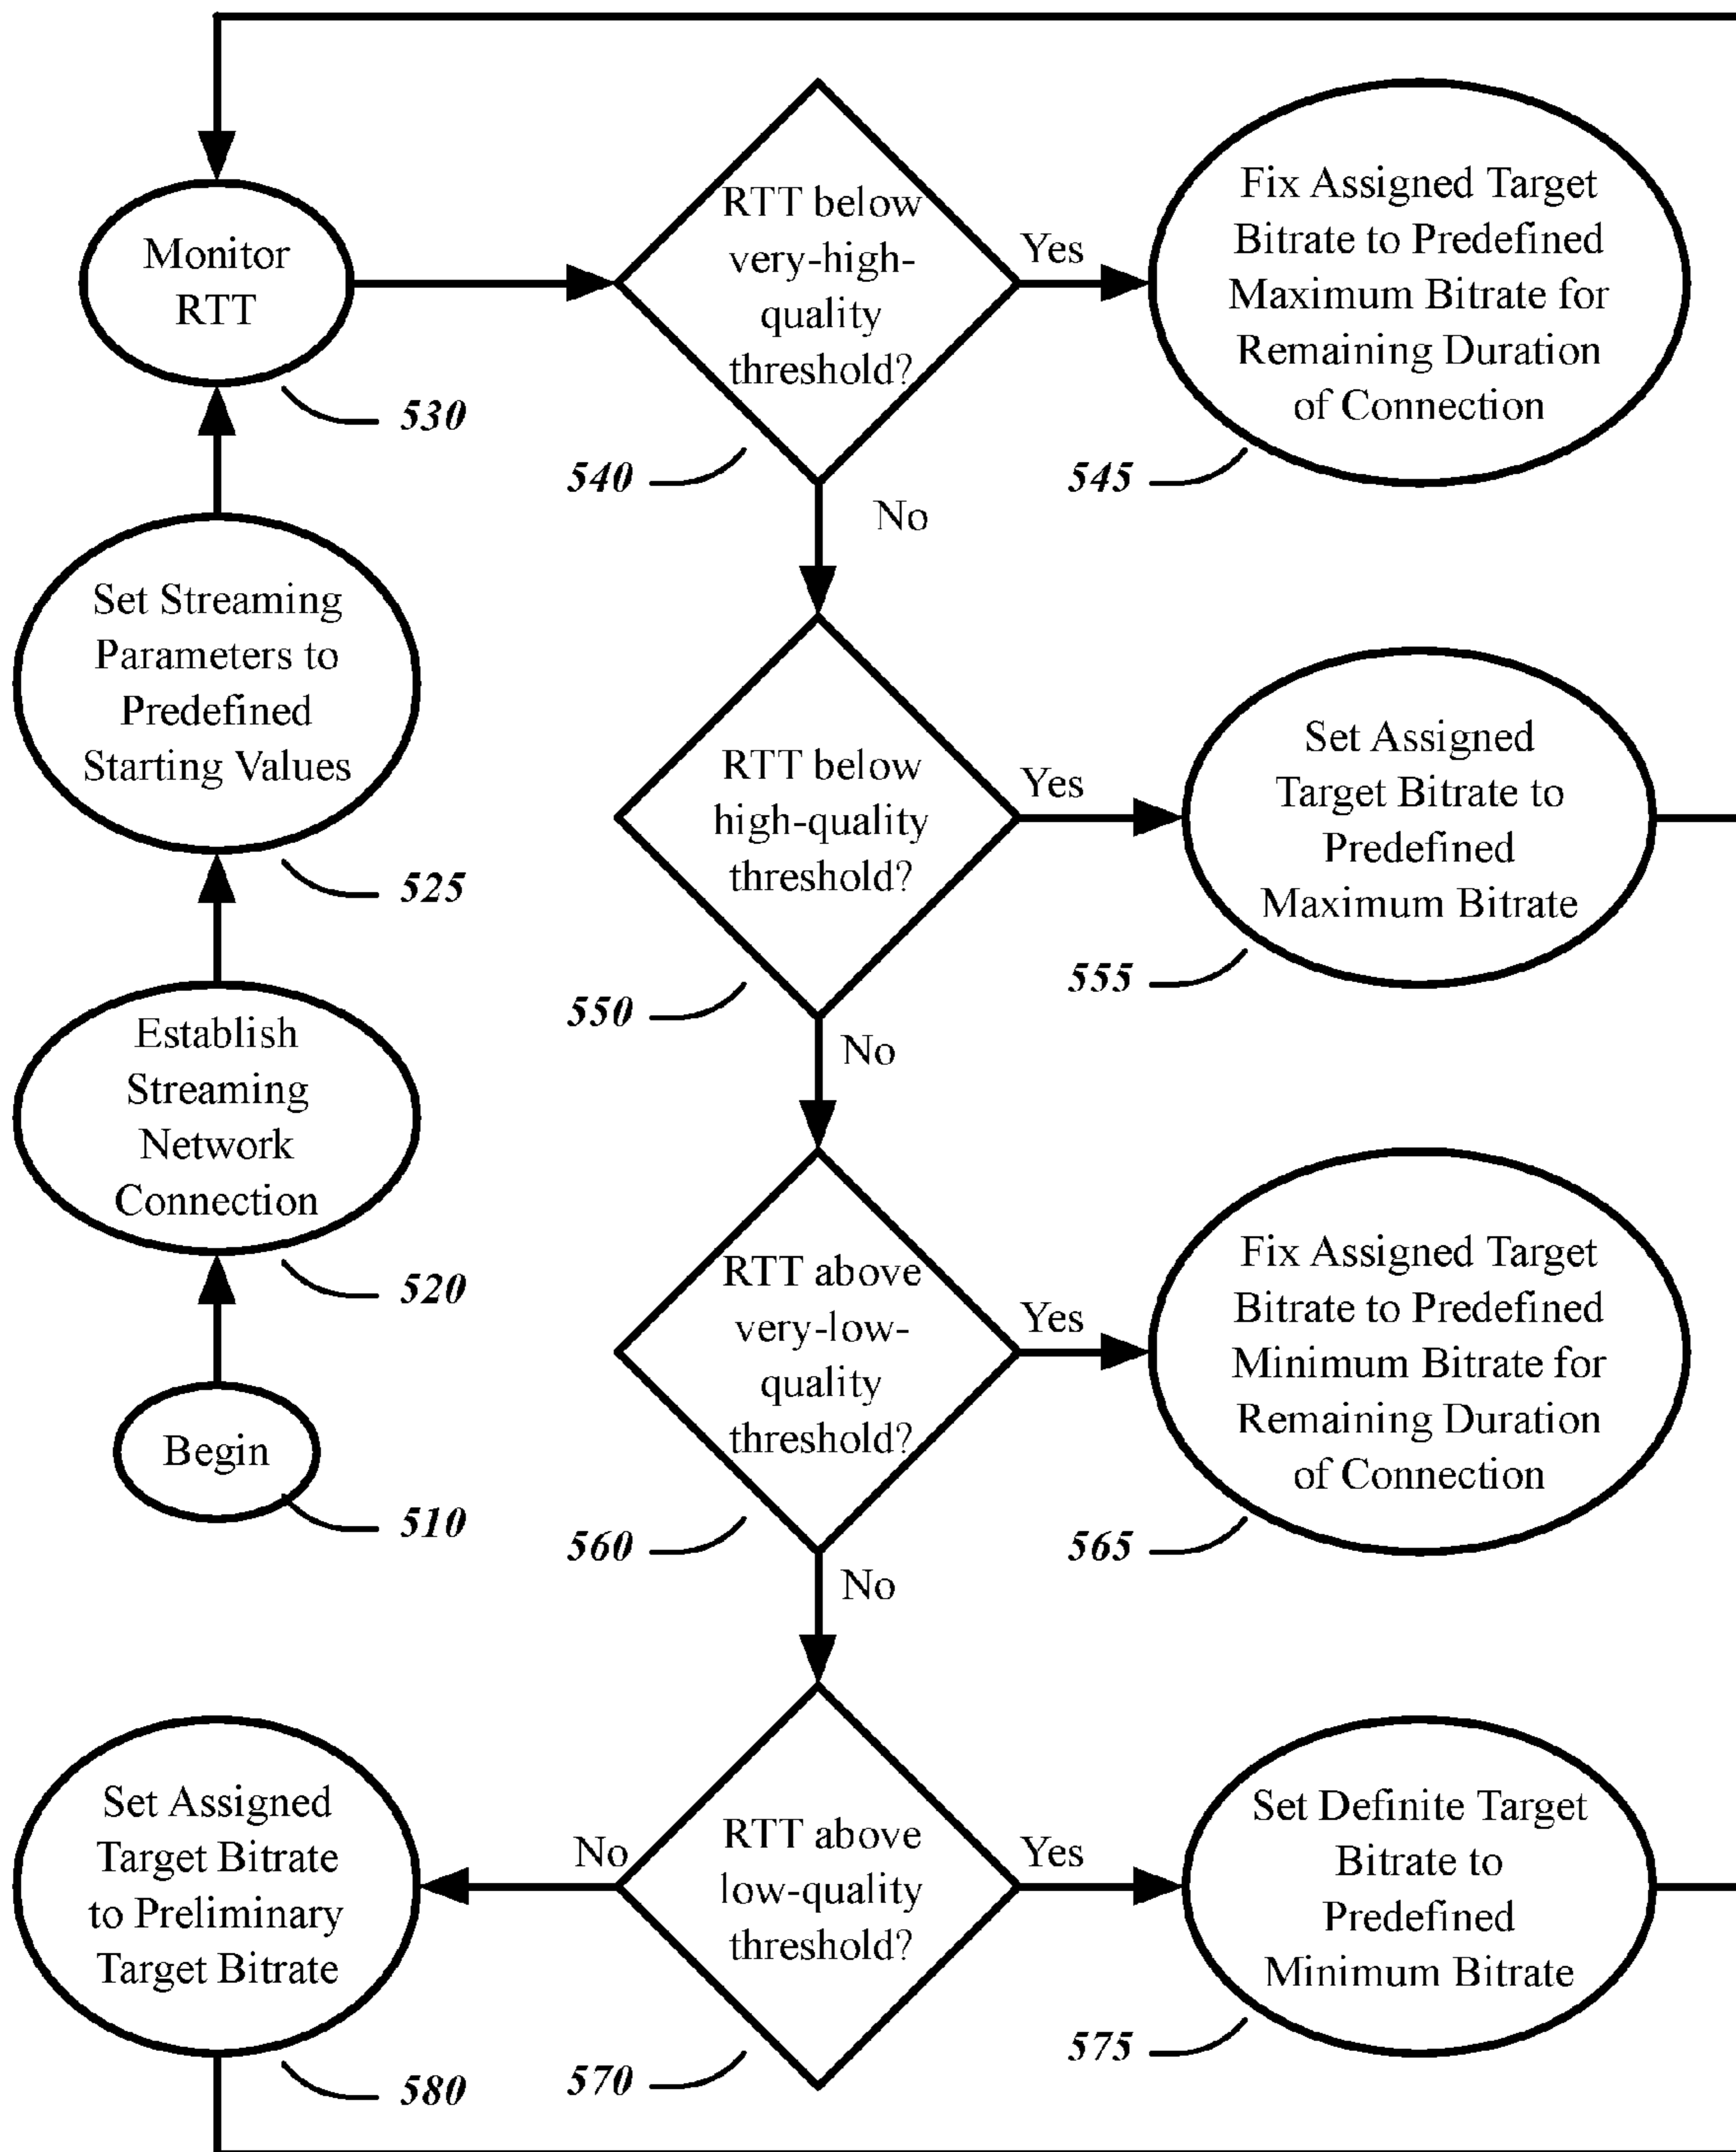 Monitor
RTT
530
RTT below
very-high-
quality
threshold?
540
Yes
No
Fix Assigned Target
Bitrate to Predefined
Maximum Bitrate for
Remaining Duration
of Connection
545
Set Streaming
Parameters to
Predefined
Starting Values
525
RTT below
high-quality
threshold?
550
Yes
No
Set Assigned
Target Bitrate to
Predefined
Maximum Bitrate
555
Establish
Streaming
Network
Connection
520
Begin
510
RTT above
very-low-
quality
threshold?
560
Yes
No
Fix Assigned Target
Bitrate to Predefined
Minimum Bitrate for
Remaining Duration
of Connection
565
Set Assigned
Target Bitrate
to Preliminary
Target Bitrate
580
No
RTT above
low-quality
threshold?
570
Yes
Set Definite Target
Bitrate to
Predefined
Minimum Bitrate
575